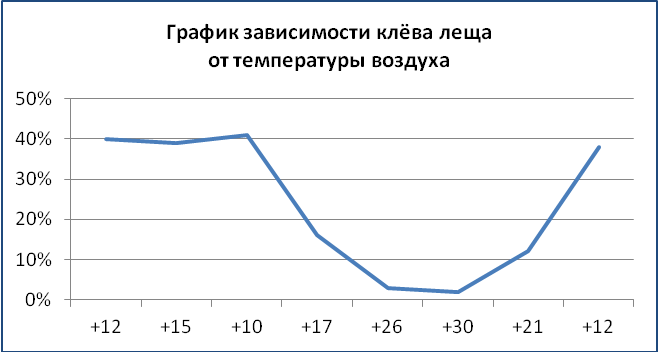 График зависимости клёва леща
от температуры воздуха
50%
40%
30%
20%
10%
0%
+12 +15 +10 +17 +26 +30 +21 +12